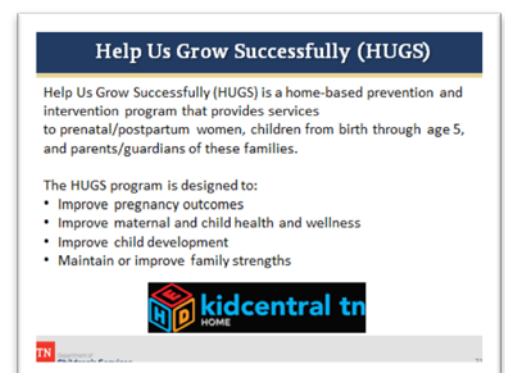 Help Us Grow Successfully (HUGS)
Help Us Grow Successfully (HUGS) is a home-based prevention and
intervention program that provides services
to prenatal/postpartum women, children from birth through age 5,
and parents/guardians of these families.
The HUGS program is designed to:
• Improve pregnancy outcomes
• Improve maternal and child health and wellness
• Improve child development
• Maintain or improve family strengths
E
H D
kidcentral tn
HOME
TN